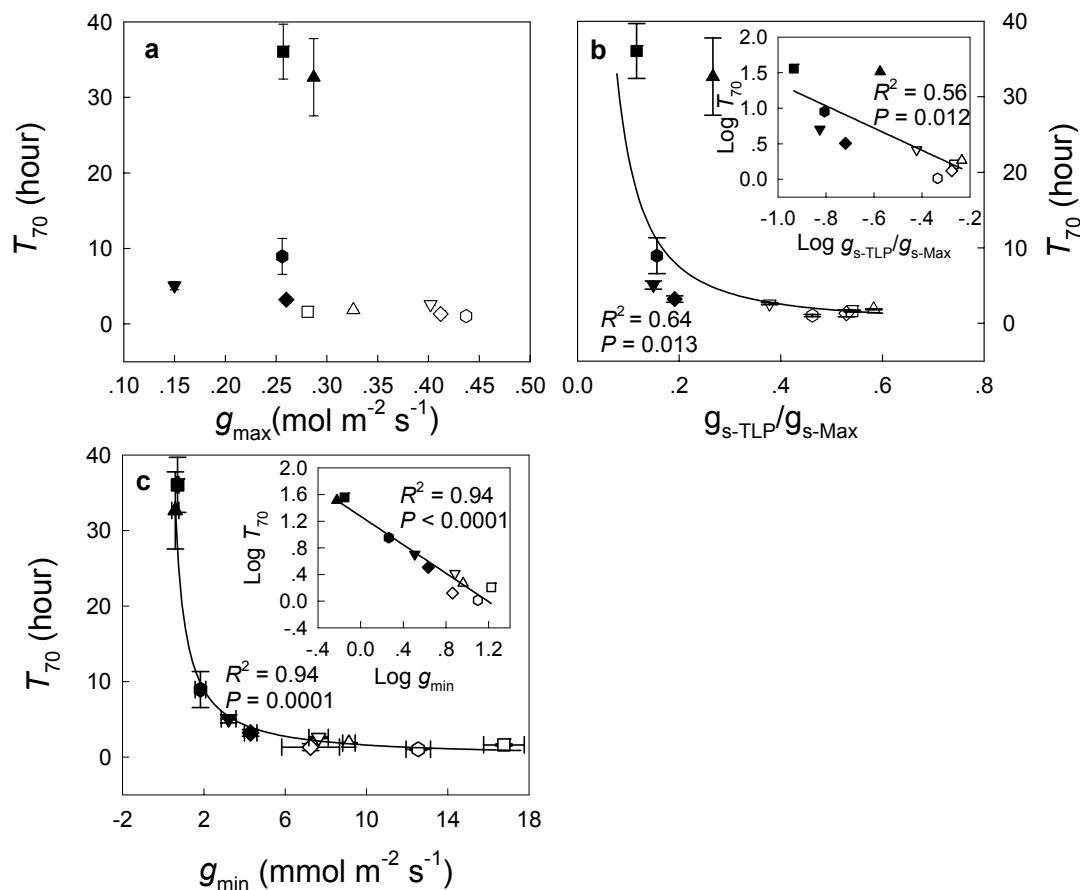 a
40
30
20
10
0
T70 (hour)
.10 .15 .20 .25 .30 .35 .40 .45 .50
gmax(mol m-2 s-1)
b
2.0
1.5
1.0
.5
0.0
Log T70
R2 = 0.56
P = 0.012
-1.0 -.8 -.6 -.4 -.2
Log gs-TLP/gs-Max
R2 = 0.64
P = 0.013
40
30
20
10
0
T70 (hour)
0.0 .2 .4 .6 .8
gs-TLP/gs-Max
c
40
30
20
10
0
T70 (hour)
2.0
1.6
1.2
.8
.4
0.0
-.4
Log T70
R2 = 0.94
P < 0.0001
-.4 0.0 .4 .8 1.2
Log gmin
R2 = 0.94
P = 0.0001
-2 2 6 10 14 18
gmin (mmol m-2 s-1)